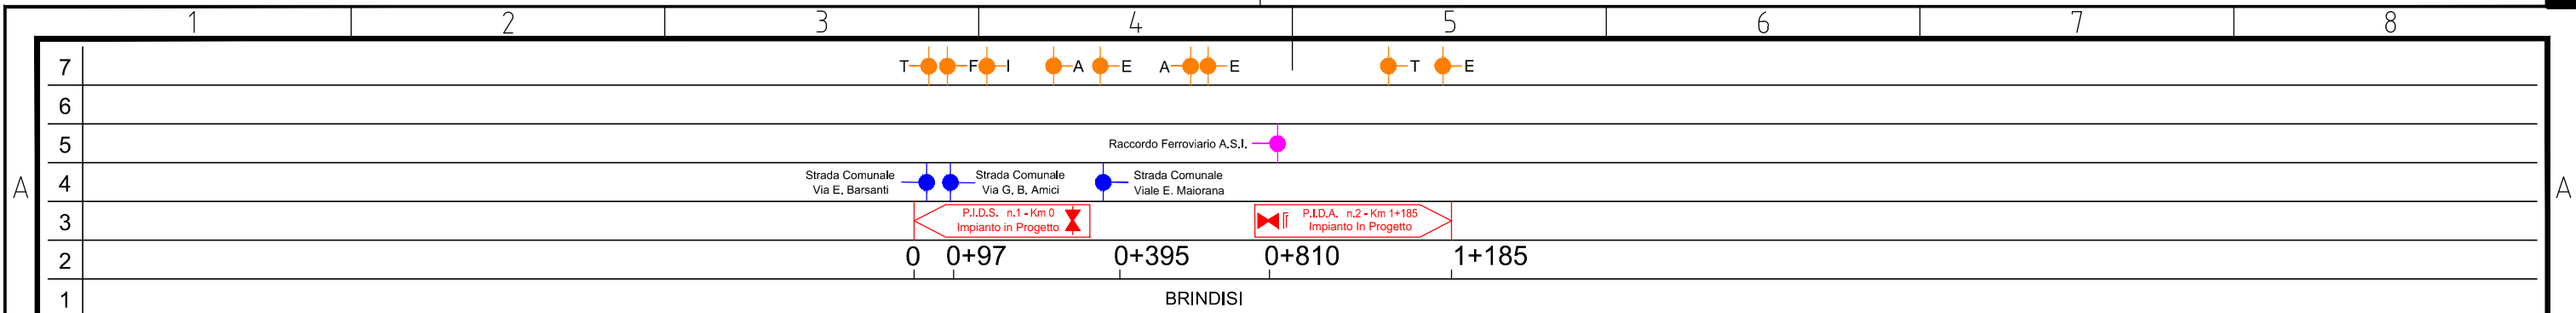 1 2 3 4 5 6 7 8
7 T F I A E A E T E
6
5 Raccordo Ferroviario A.S.I.
A 4 Strada Comunale Strada Comunale Strada Comunale A
Via E. Barsanti Via G. B. Amici Viale E. Maiorana
3 P.I.D.S. n.1 - Km 0 P.I.D.A. n.2 - Km 1+185
Impianto in Progetto Impianto In Progetto
2 0 0+97 0+395 0+810 1+185
1 BRINDISI